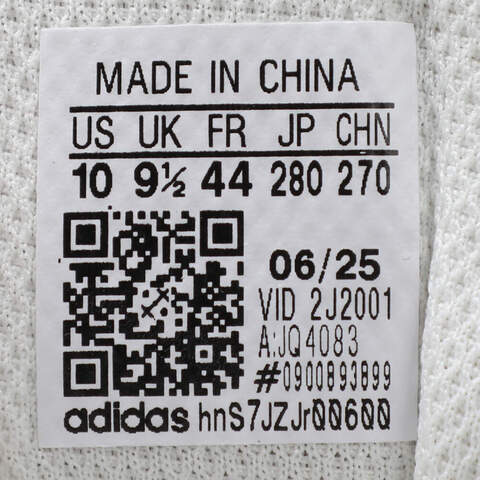 MADE IN CHINA
US UK FR JP CHN
10 9½ 44 280 270
06/25
VID 2J2001
A:JQ4083
#0900893899
adidas hnS7JZJr00600